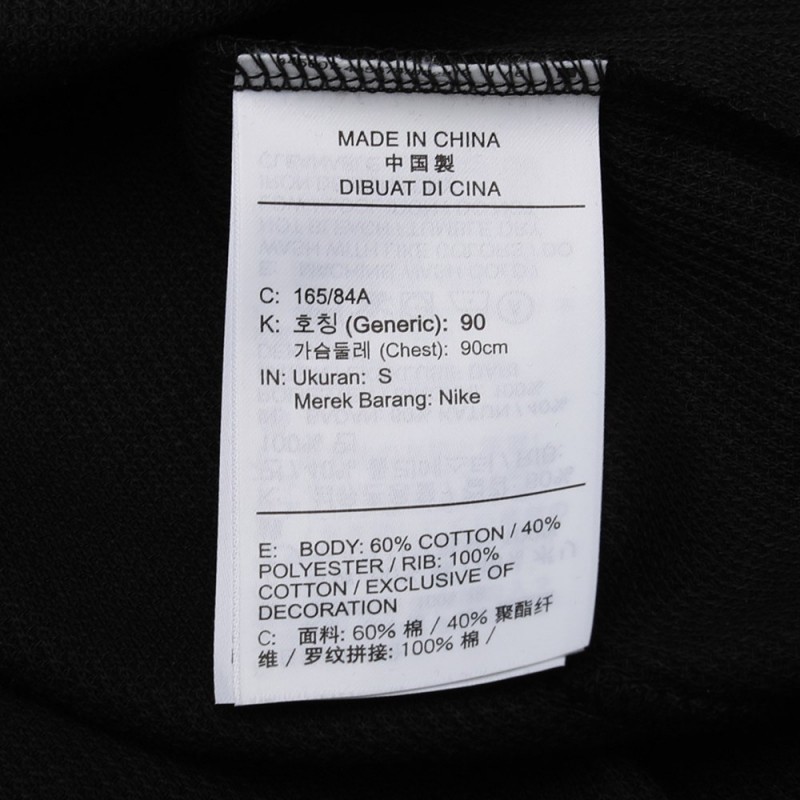 MADE IN CHINA
中国製
DIBUAT DI CINA
C: 165/84A
K: 호칭 (Generic): 90
가슴둘레 (Chest): 90cm
IN: Ukuran: S
Merek Barang: Nike
E: BODY: 60% COTTON / 40%
POLYESTER / RIB: 100%
COTTON / EXCLUSIVE OF
DECORATION
C: 面料: 60% 棉 / 40% 聚酯纤
维 / 罗纹拼接: 100% 棉 /